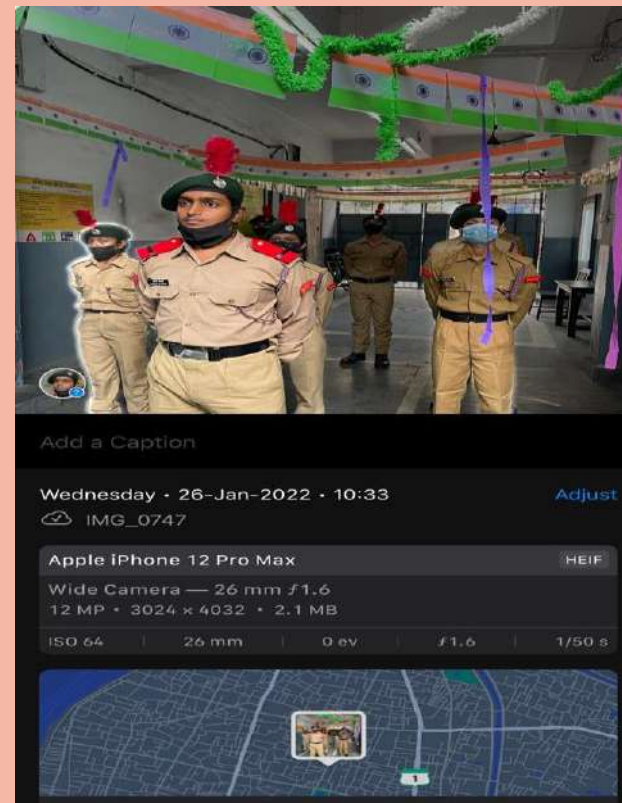 Add a Caption
Wednesday • 26-Jan-2022 • 10:33
Adjust
IMG_0747
Apple iPhone 12 Pro Max
HEIF
Wide Camera — 26 mm ƒ1.6
12 MP • 3024 × 4032 • 2.1 MB
ISO 64 | 26 mm | 0 ev | ƒ1.6 | 1/50 s
1